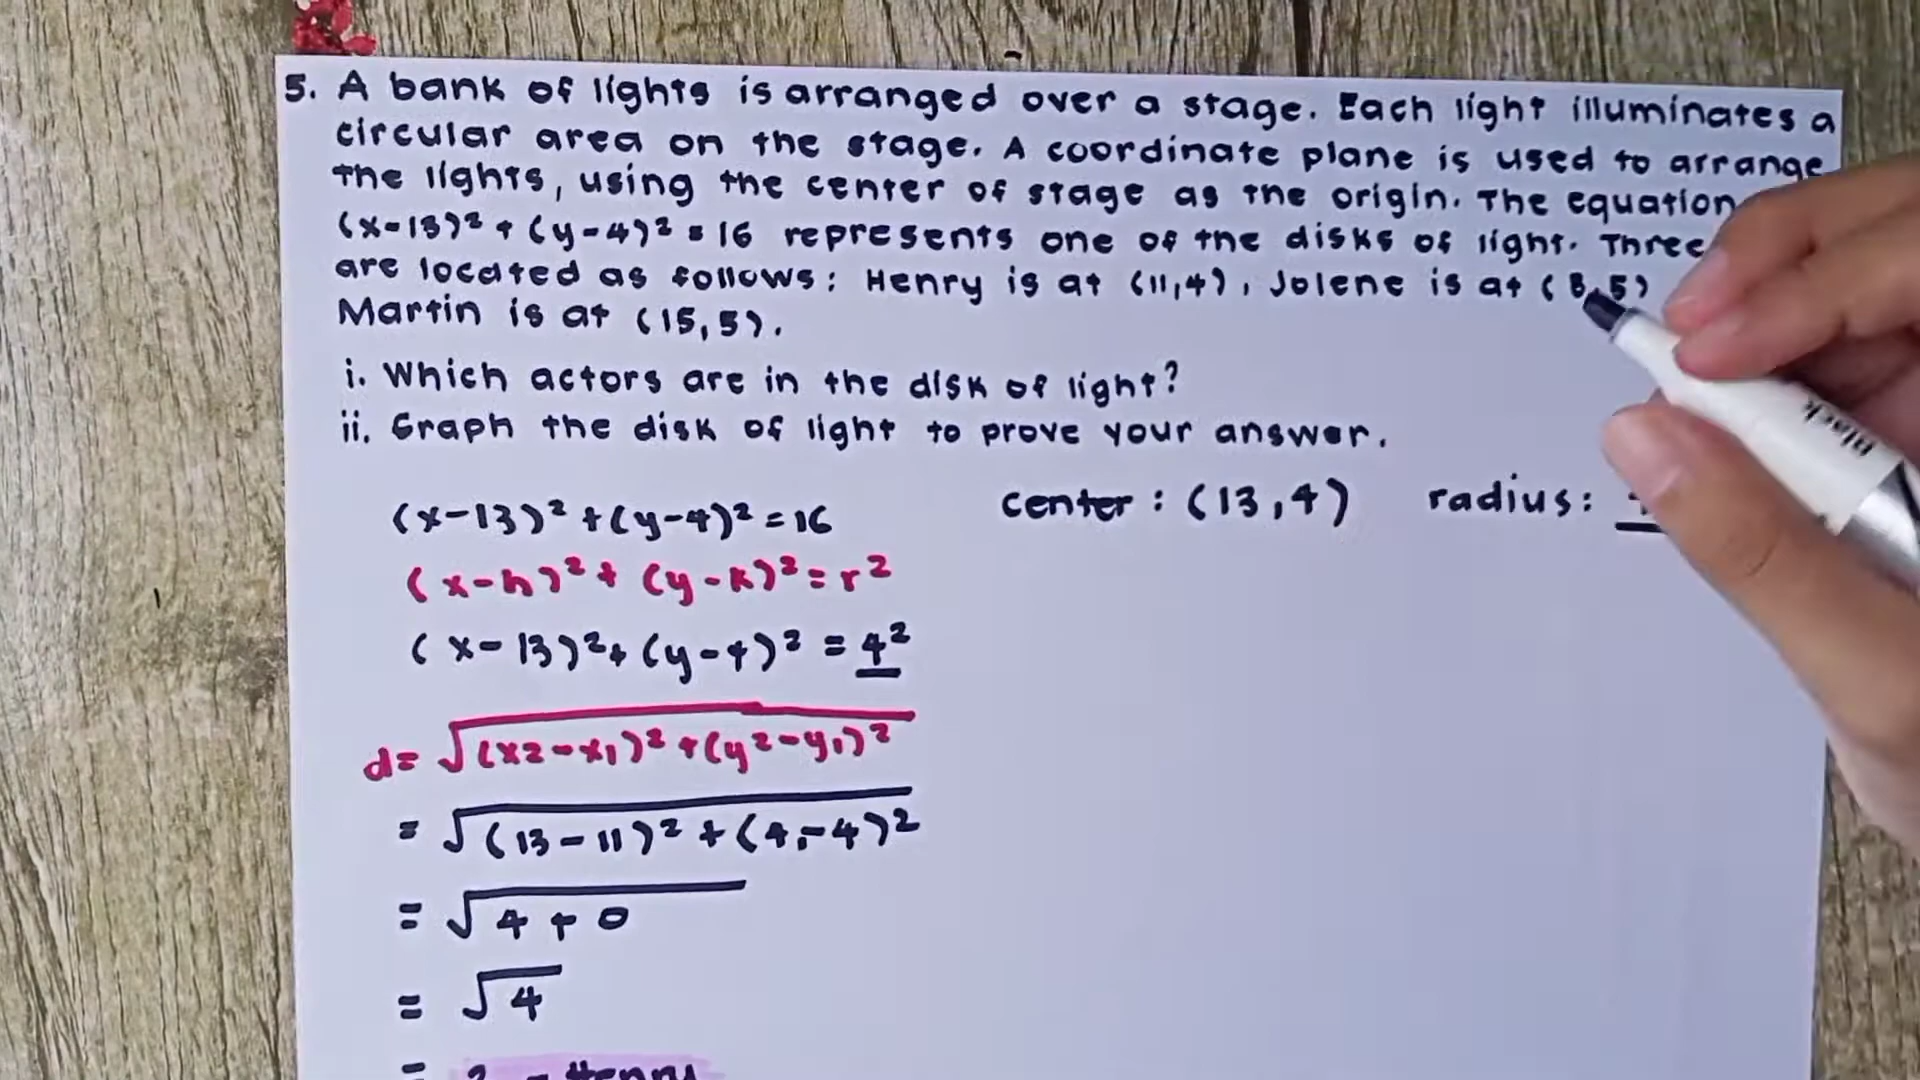 5. A bank of lights is arranged over a stage. Each light illuminates a
circular area on the stage. A coordinate plane is used to arrange
the lights, using the center of stage as the origin. The equation
(x-13)² + (y-4)² = 16 represents one of the disks of light. Three
are located as follows: Henry is at (11,4), Jolene is at (8,5)
Martin is at (15,5).
i. Which actors are in the disk of light?
ii. Graph the disk of light to prove your answer.
(x-13)² + (y-4)² = 16
center : (13,4) radius:
(x-h)² + (y-k)² = r²
(x-13)² + (y-4)² = 4²
d= √(x2-x₁)² + (y2-y₁)²
= √(13-11)² + (4-4)²
= √4+0
= √4
= 2 - Henry
Black